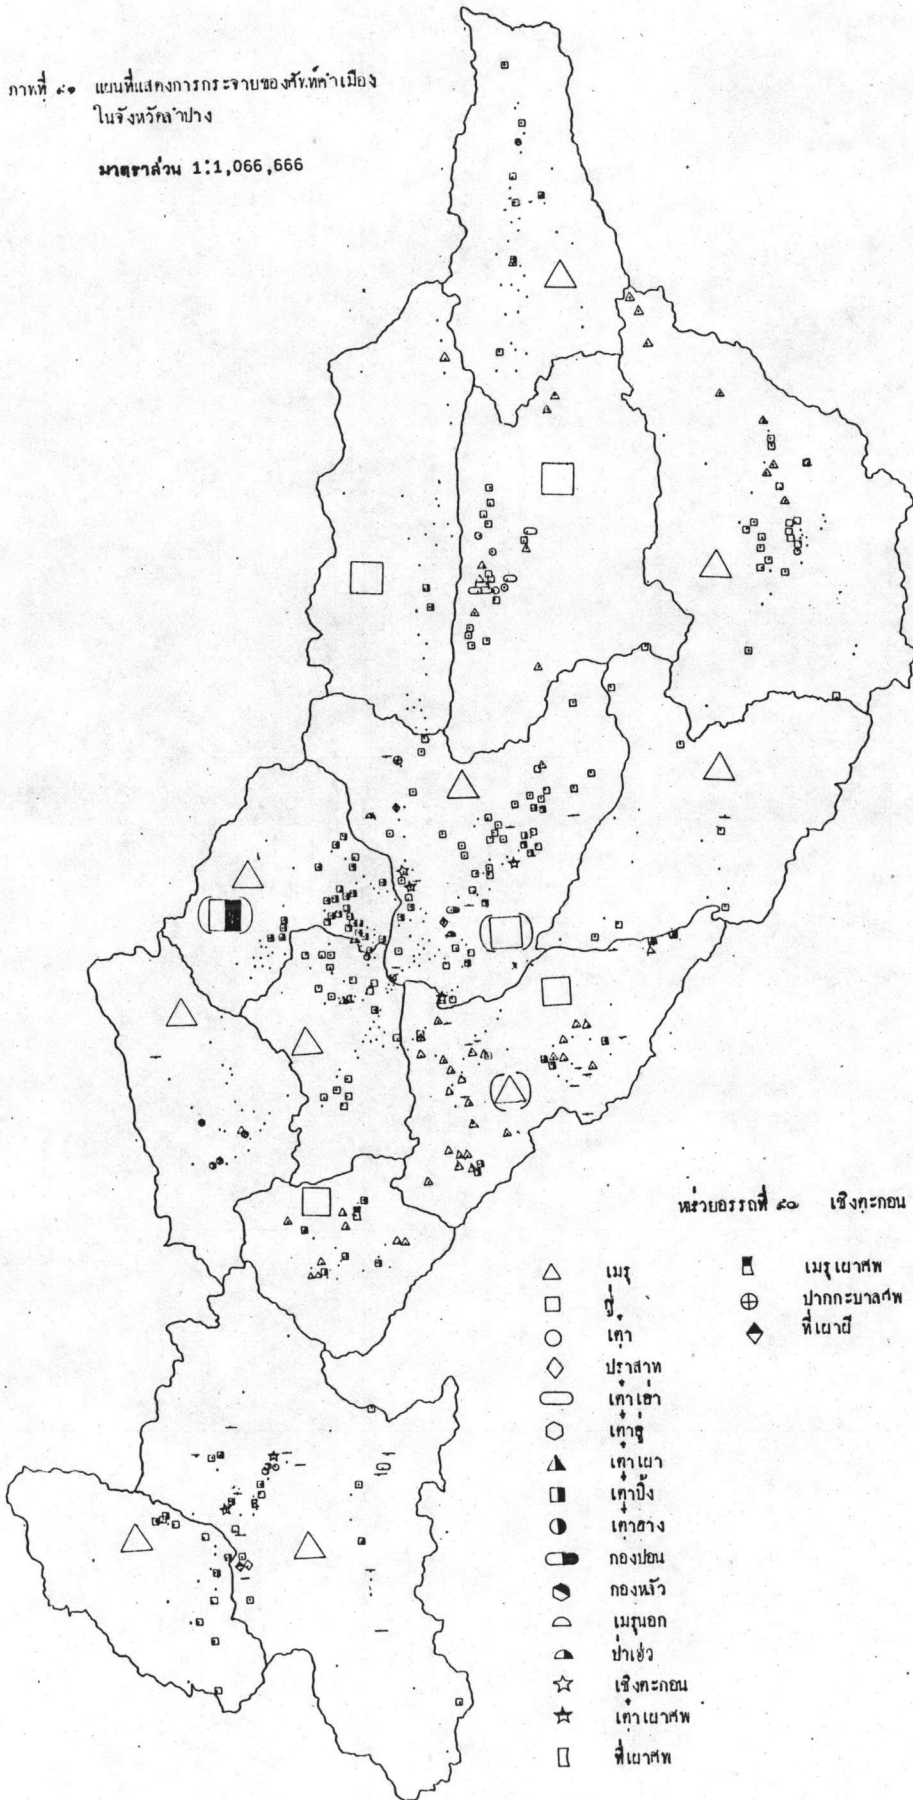 ภาพที่ ๙๑ แผนที่แสดงการกระจายของศัพท์คำเมือง
ในจังหวัดลำปาง
มาตราส่วน 1:1,066,666
หน่วยอรรถที่ ๙๐ เชิงตะกอน
เมรุ
กู่
เต๋า
ปราสาท
เต๋าเฮ่า
เต๋าเผา
เต๋าปิ้ง
เต๋าฮาง
กองปอน
กองหลัว
เมรุนอก
ป่าเฮ่ว
เชิงตะกอน
เต๋าเผาศพ
ที่เผาศพ
เมรุเผาศพ
ปากกะบาลศพ
ที่เผาผี